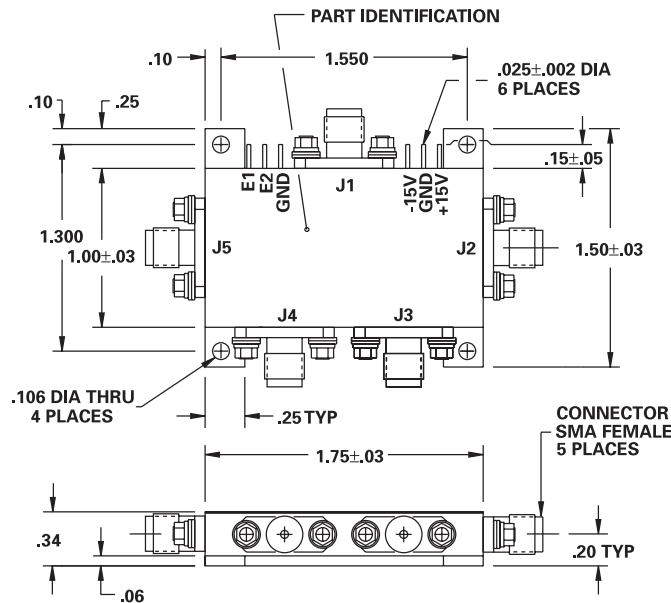 PART IDENTIFICATION
.10
1.550
.025±.002 DIA
6 PLACES
.10
.25
.15±.05
E1
E2
GND
J1
-15V
GND
+15V
1.300
1.00±.03
J5
J2
1.50±.03
J4
J3
.106 DIA THRU
4 PLACES
.25 TYP
CONNECTOR
SMA FEMALE
5 PLACES
1.75±.03
.34
.20 TYP
.06